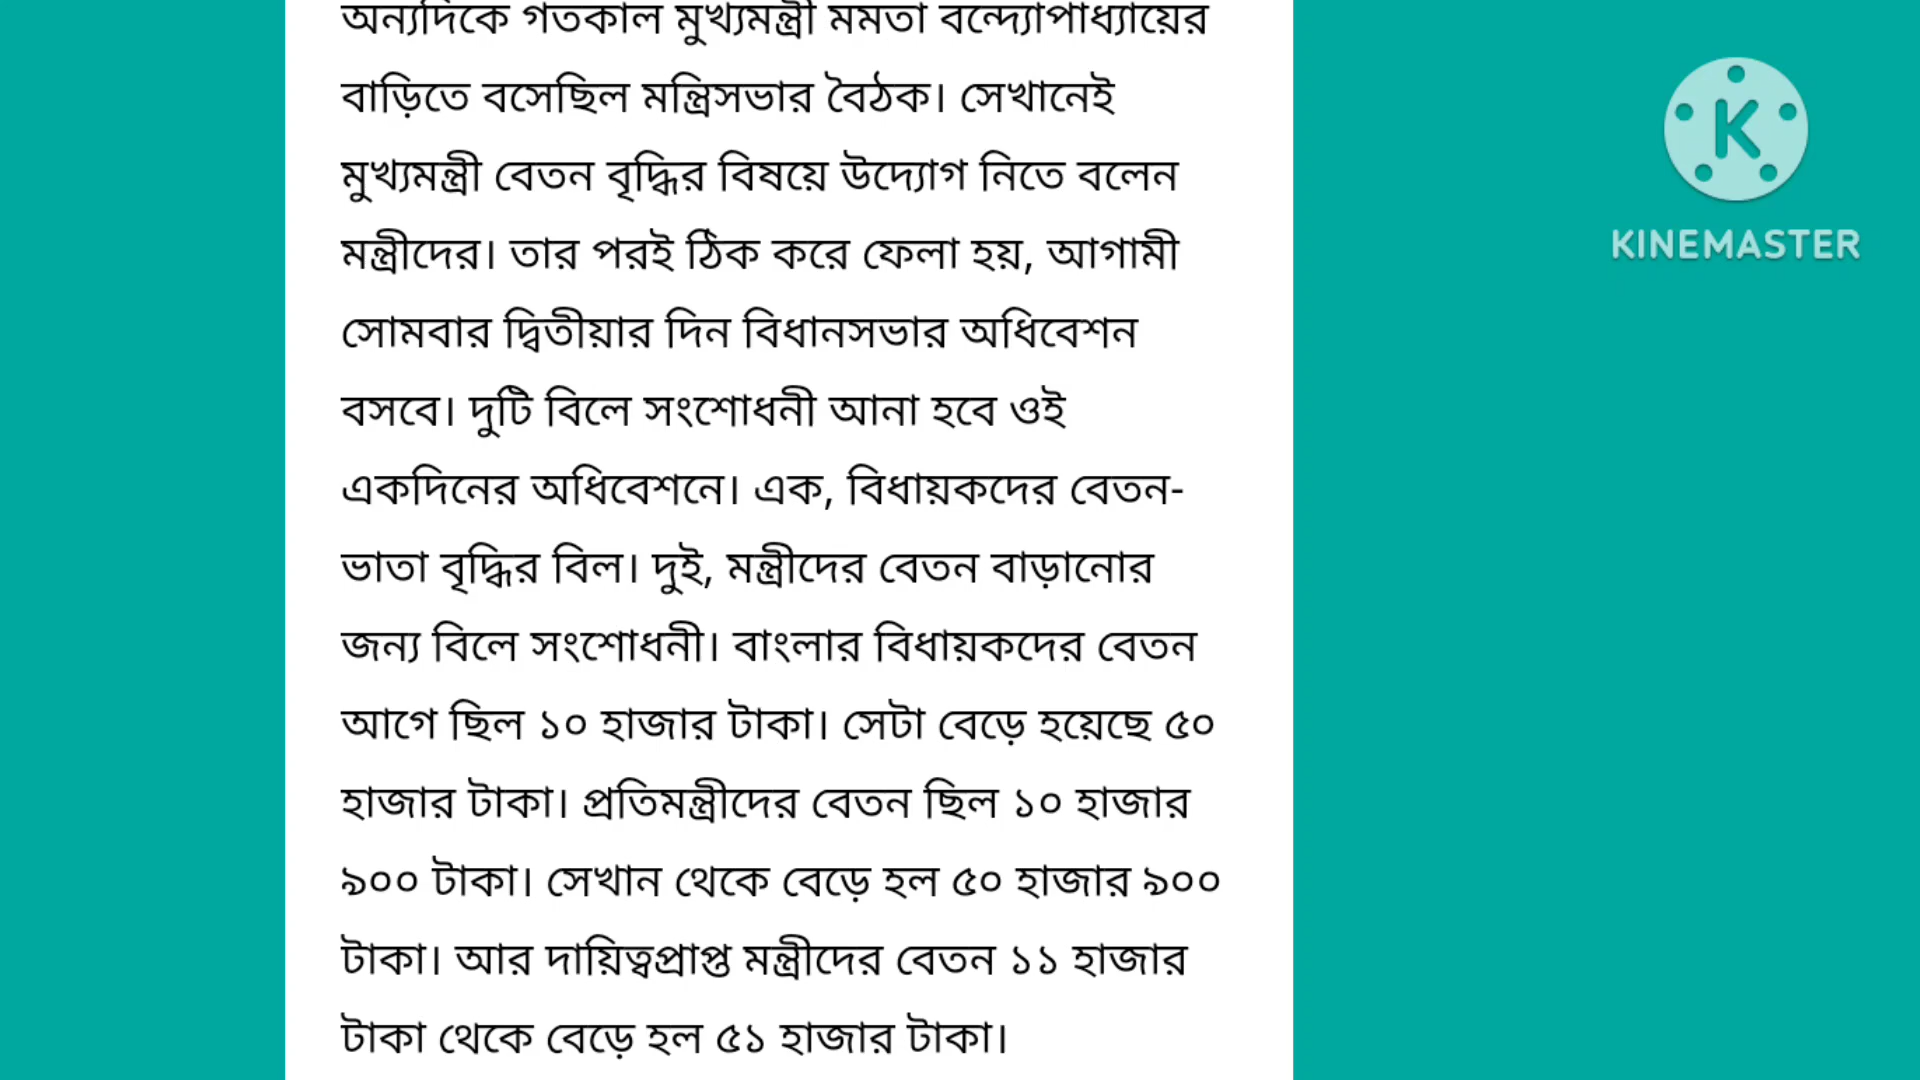 অন্যদিকে গতকাল মুখ্যমন্ত্রী মমতা বন্দ্যোপাধ্যায়ের
বাড়িতে বসেছিল মন্ত্রিসভার বৈঠক। সেখানেই
মুখ্যমন্ত্রী বেতন বৃদ্ধির বিষয়ে উদ্যোগ নিতে বলেন
মন্ত্রীদের। তার পরই ঠিক করে ফেলা হয়, আগামী
সোমবার দ্বিতীয়ার দিন বিধানসভার অধিবেশন
বসবে। দুটি বিলে সংশোধনী আনা হবে ওই
একদিনের অধিবেশনে। এক, বিধায়কদের বেতন-
ভাতা বৃদ্ধির বিল। দুই, মন্ত্রীদের বেতন বাড়ানোর
জন্য বিলে সংশোধনী। বাংলার বিধায়কদের বেতন
আগে ছিল ১০ হাজার টাকা। সেটা বেড়ে হয়েছে ৫০
হাজার টাকা। প্রতিমন্ত্রীদের বেতন ছিল ১০ হাজার
৯০০ টাকা। সেখান থেকে বেড়ে হল ৫০ হাজার ৯০০
টাকা। আর দায়িত্বপ্রাপ্ত মন্ত্রীদের বেতন ১১ হাজার
টাকা থেকে বেড়ে হল ৫১ হাজার টাকা।
K
KINEMASTER